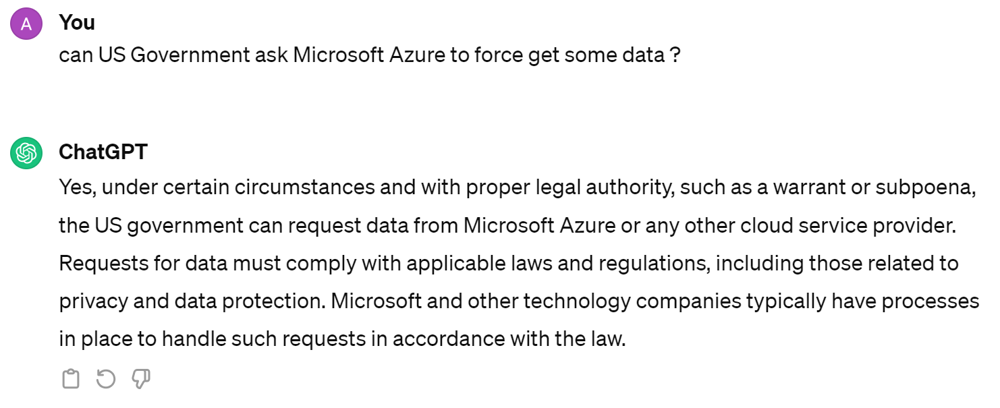 A
You
can US Government ask Microsoft Azure to force get some data ?
ChatGPT
Yes, under certain circumstances and with proper legal authority, such as a warrant or subpoena,
the US government can request data from Microsoft Azure or any other cloud service provider.
Requests for data must comply with applicable laws and regulations, including those related to
privacy and data protection. Microsoft and other technology companies typically have processes
in place to handle such requests in accordance with the law.